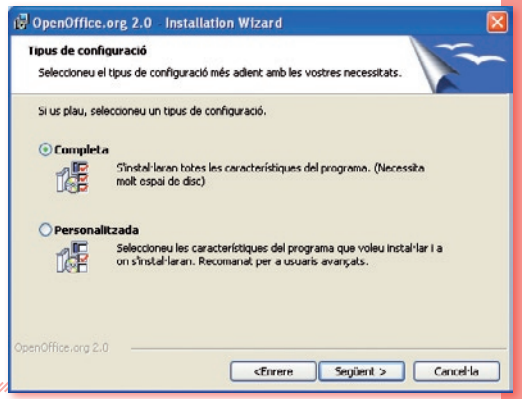 OpenOffice.org 2.0 - Installation Wizard
Tipus de configuració
Seleccioneu el tipus de configuració més adient amb les vostres necessitats.
Si us plau, seleccioneu un tipus de configuració.
Completa
S'instal·laran totes les característiques del programa. (Necessita
molt espai de disc)
Personalitzada
Seleccioneu les característiques del programa que voleu instal·lar i a
on s'instal·laran. Recomanat per a usuaris avançats.
OpenOffice.org 2.0
<Enrere Següent > Cancel·la